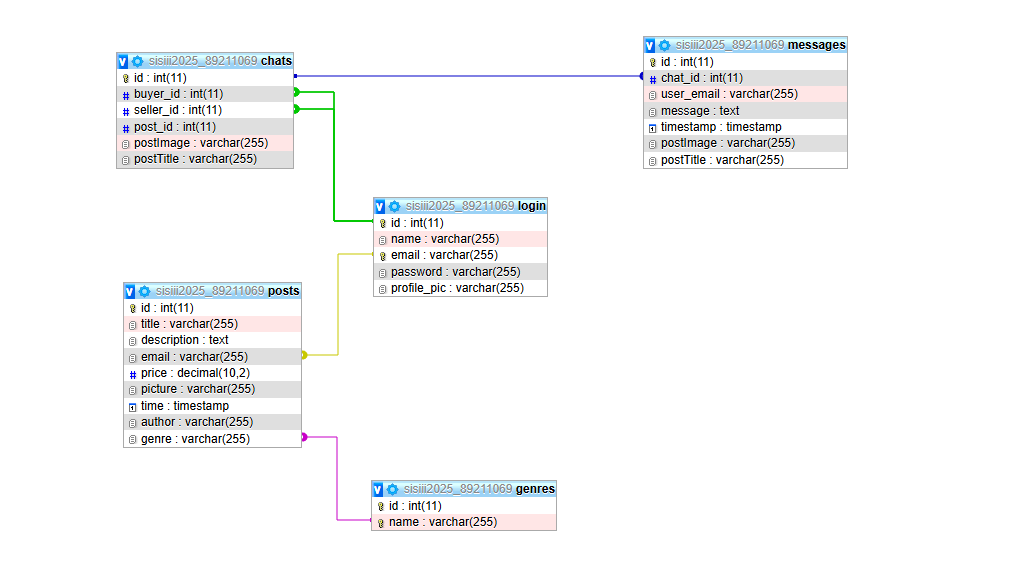 sisiii2025_89211069 chats
id : int(11)
buyer_id : int(11)
seller_id : int(11)
post_id : int(11)
postImage : varchar(255)
postTitle : varchar(255)
sisiii2025_89211069 messages
id : int(11)
chat_id : int(11)
user_email : varchar(255)
message : text
timestamp : timestamp
postImage : varchar(255)
postTitle : varchar(255)
sisiii2025_89211069 login
id : int(11)
name : varchar(255)
email : varchar(255)
password : varchar(255)
profile_pic : varchar(255)
sisiii2025_89211069 posts
id : int(11)
title : varchar(255)
description : text
email : varchar(255)
price : decimal(10,2)
picture : varchar(255)
time : timestamp
author : varchar(255)
genre : varchar(255)
sisiii2025_89211069 genres
id : int(11)
name : varchar(255)